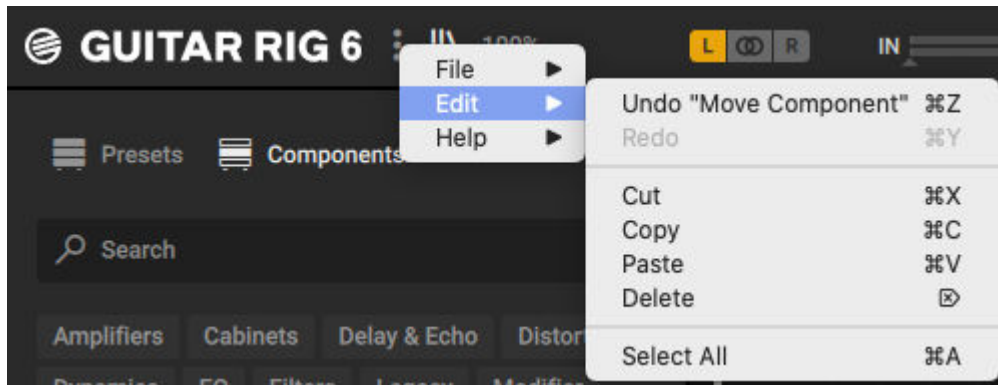 GUITAR RIG 6
L R IN
File
Edit
Help
Undo "Move Component" ⌘Z
Redo ⌘Y
Cut ⌘X
Copy ⌘C
Paste ⌘V
Delete ⌦
Select All ⌘A
Presets Components
Search
Amplifiers Cabinets Delay & Echo